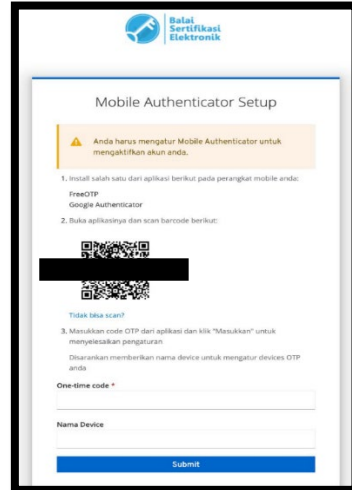 Balai
Sertifikasi
Elektronik
Mobile Authenticator Setup
Anda harus mengatur Mobile Authenticator untuk
mengaktifkan akun anda.
1. Install salah satu dari aplikasi berikut pada perangkat mobile anda:
FreeOTP
Google Authenticator
2. Buka aplikasinya dan scan barcode berikut:
Tidak bisa scan?
3. Masukkan code OTP dari aplikasi dan klik "Masukkan" untuk
menyelesaikan pengaturan
Disarankan memberikan nama device untuk mengatur devices OTP
anda
One-time code *
Nama Device
Submit